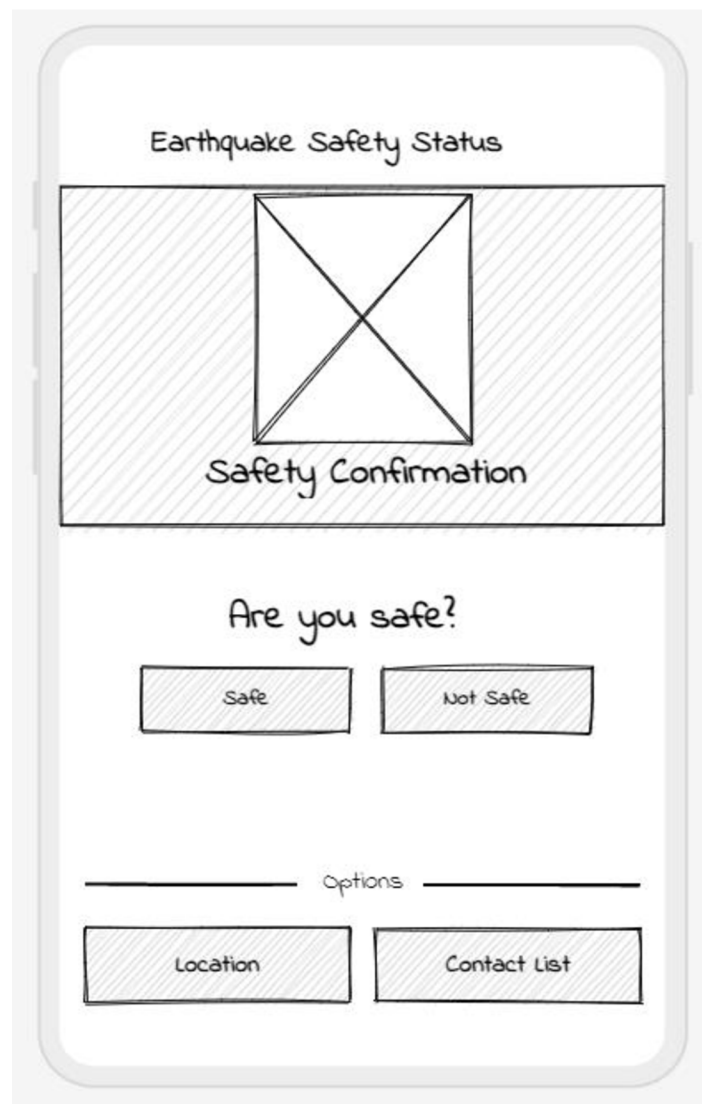 Earthquake Safety Status
Safety Confirmation
Are you safe?
Safe
Not Safe
Options
Location
Contact List